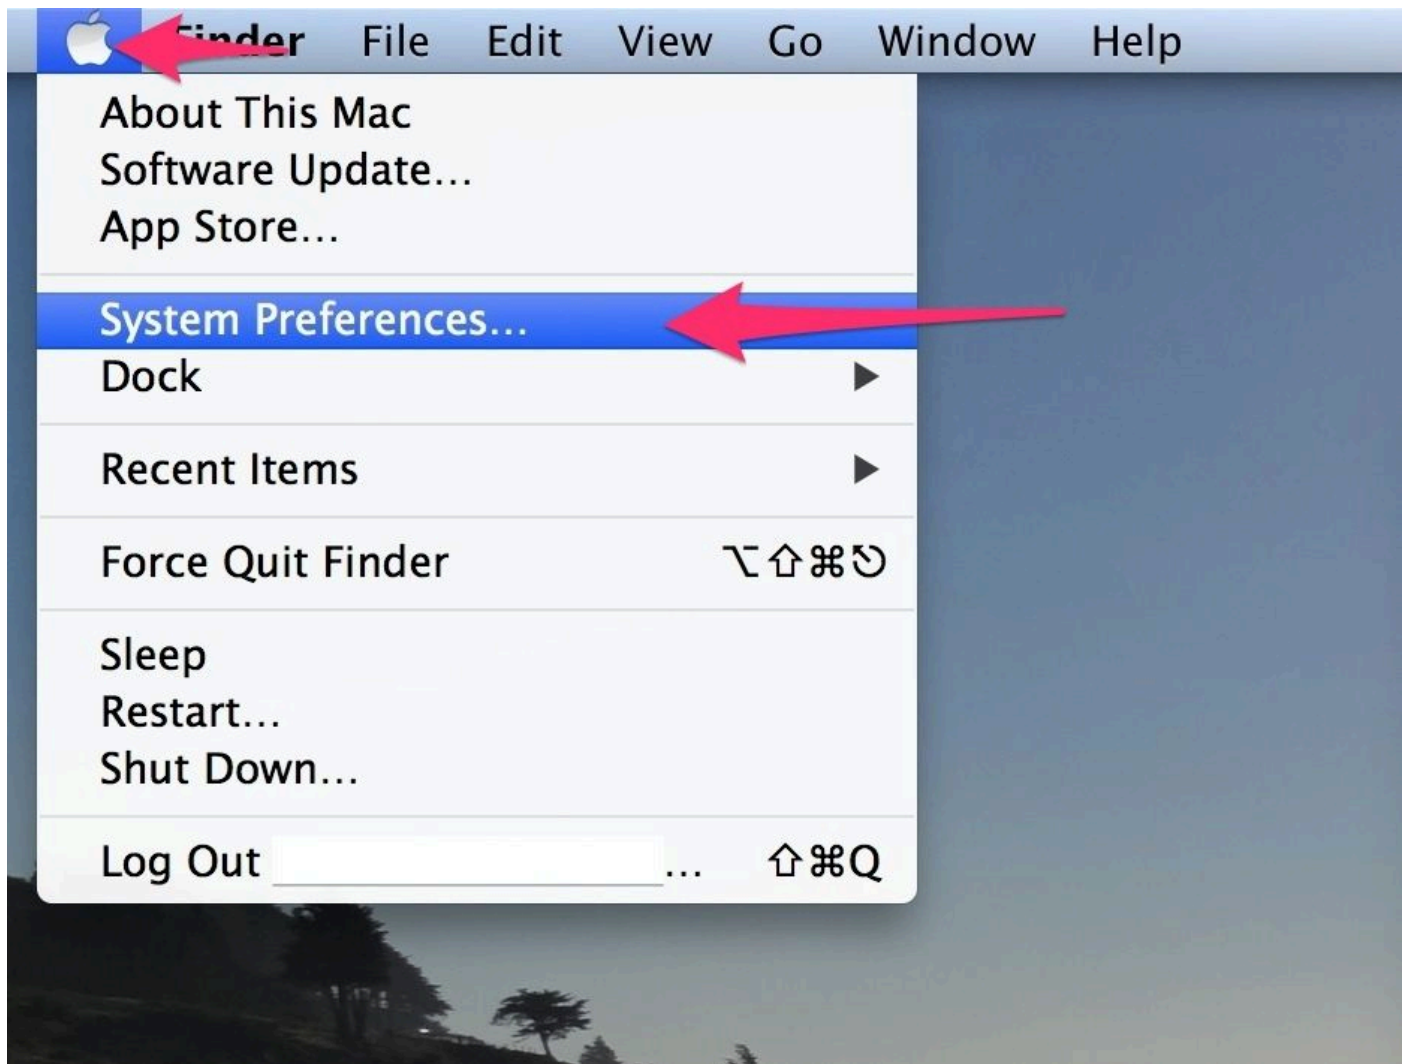 Finder File Edit View Go Window Help
About This Mac
Software Update...
App Store...
System Preferences...
Dock ▶
Recent Items ▶
Force Quit Finder ⌥⇧⌘⎋
Sleep
Restart...
Shut Down...
Log Out ... ⇧⌘Q